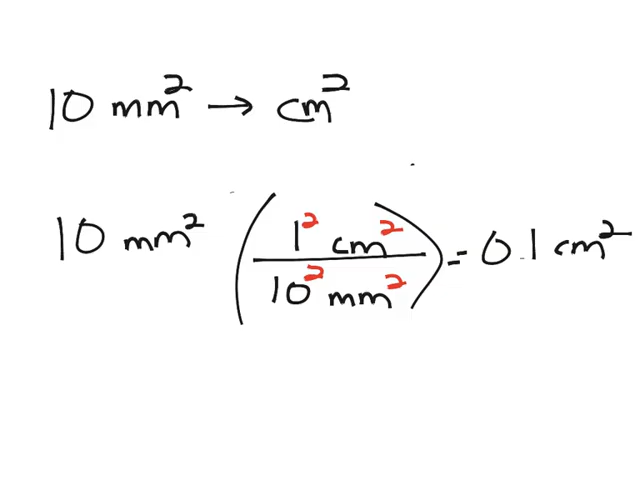 10 mm² → cm²
10 mm² (1² cm² / 10² mm²) = 0.1 cm²